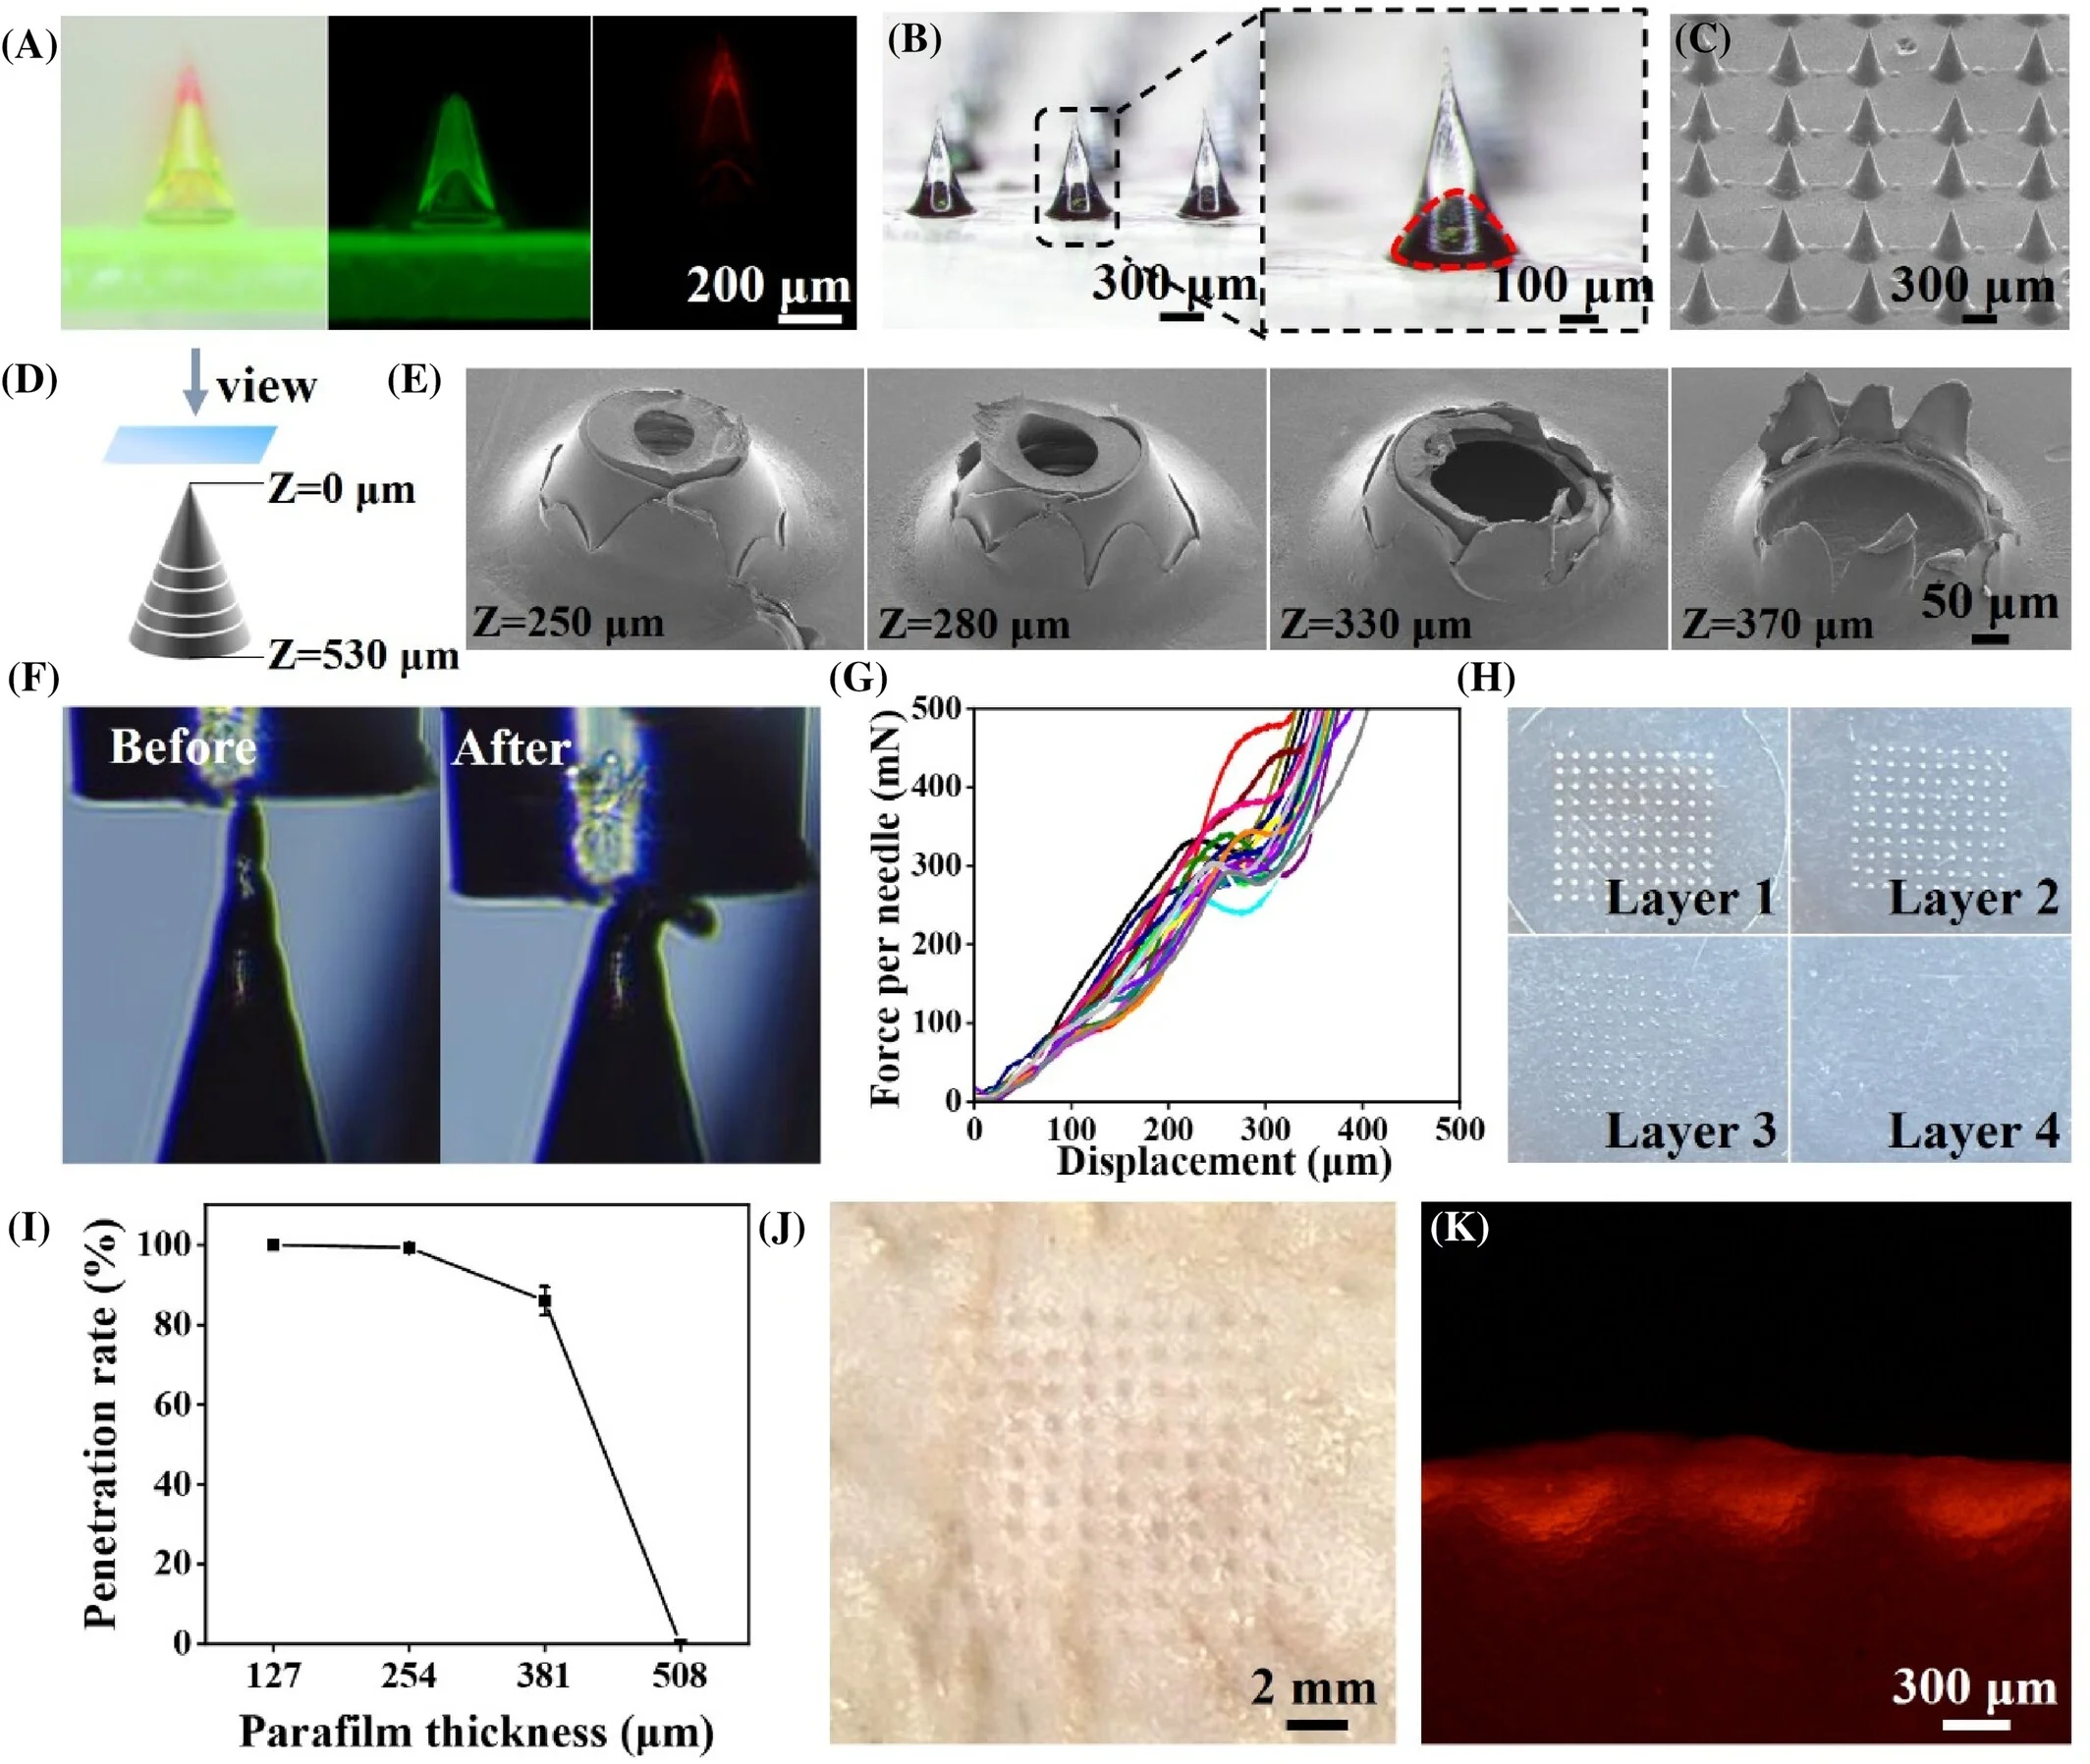 (A)
200 μm
(B)
300 μm
100 μm
(C)
300 μm
(D)
view
Z=0 μm
Z=530 μm
(E)
Z=250 μm
Z=280 μm
Z=330 μm
Z=370 μm
50 μm
(F)
Before
After
(G)
Force per needle (mN)
500
400
300
200
100
0
0 100 200 300 400 500
Displacement (μm)
(H)
Layer 1
Layer 2
Layer 3
Layer 4
(I)
Penetration rate (%)
100
80
60
40
20
0
127 254 381 508
Parafilm thickness (μm)
(J)
2 mm
(K)
300 μm